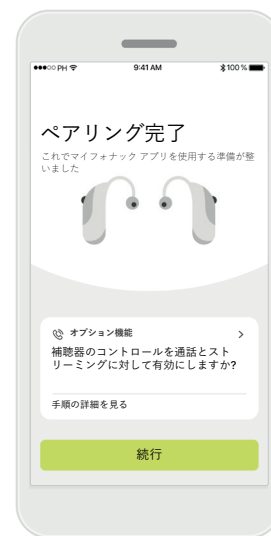 ●●●○○ PH 9:41 AM 100 %
ペアリング完了
これでマイフォナック アプリを使用する準備が整
いました
オプション機能
補聴器のコントロールを通話とスト
リーミングに対して有効にしますか?
手順の詳細を見る
続行